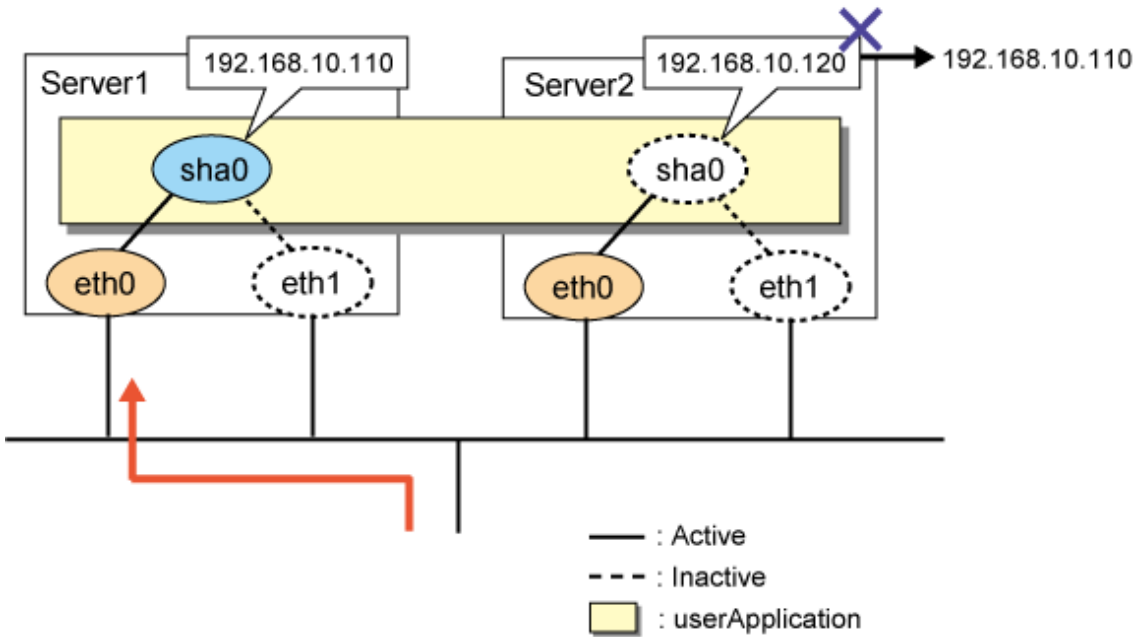 192.168.10.110
192.168.10.120
192.168.10.110
Server1
Server2
sha0
sha0
eth0
eth1
eth0
eth1
: Active
: Inactive
: userApplication